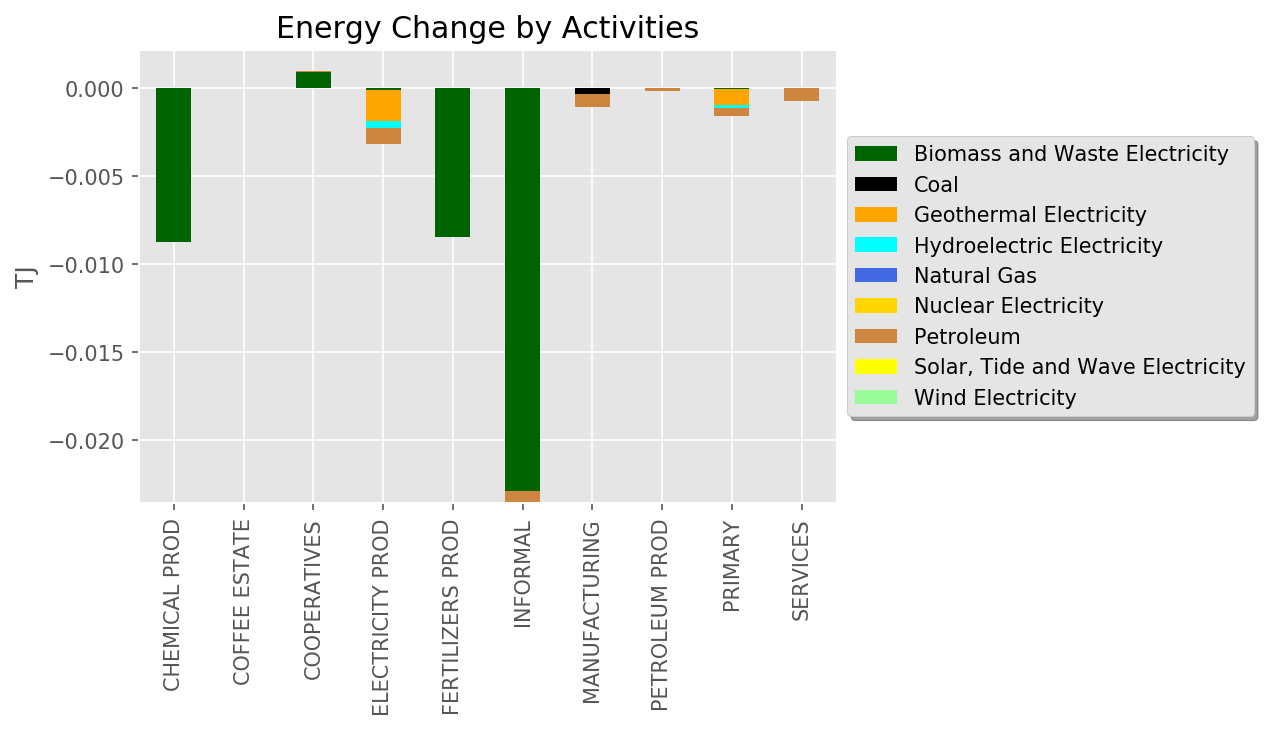 Energy Change by Activities
TJ
0.000
−0.005
−0.010
−0.015
−0.020
CHEMICAL PROD
COFFEE ESTATE
COOPERATIVES
ELECTRICITY PROD
FERTILIZERS PROD
INFORMAL
MANUFACTURING
PETROLEUM PROD
PRIMARY
SERVICES
Biomass and Waste Electricity
Coal
Geothermal Electricity
Hydroelectric Electricity
Natural Gas
Nuclear Electricity
Petroleum
Solar, Tide and Wave Electricity
Wind Electricity